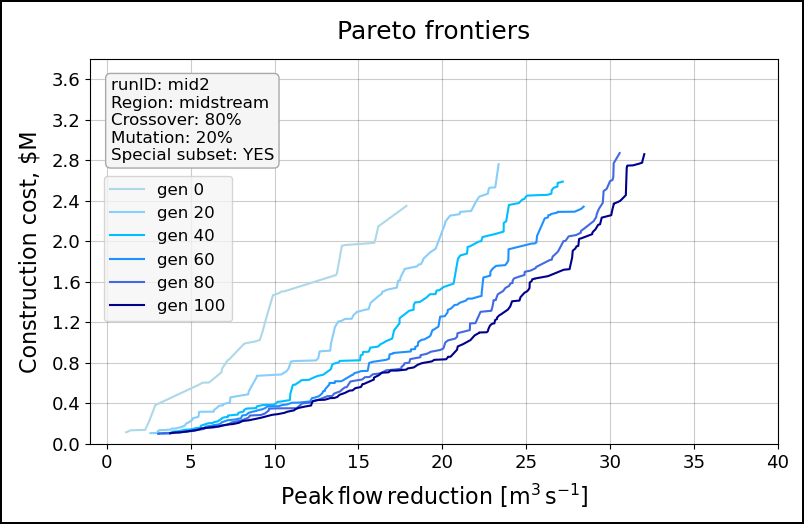 Pareto frontiers
Construction cost, $M
3.6
3.2
2.8
2.4
2.0
1.6
1.2
0.8
0.4
0.0
runID: mid2
Region: midstream
Crossover: 80%
Mutation: 20%
Special subset: YES
gen 0
gen 20
gen 40
gen 60
gen 80
gen 100
0 5 10 15 20 25 30 35 40
Peak flow reduction [m³ s⁻¹]